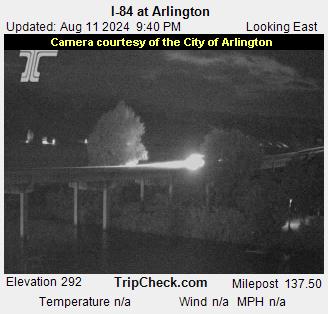 I-84 at Arlington
Updated: Aug 11 2024 9:40 PM Looking East
Camera courtesy of the City of Arlington
Elevation 292 TripCheck.com Milepost 137.50
Temperature n/a Wind n/a MPH n/a